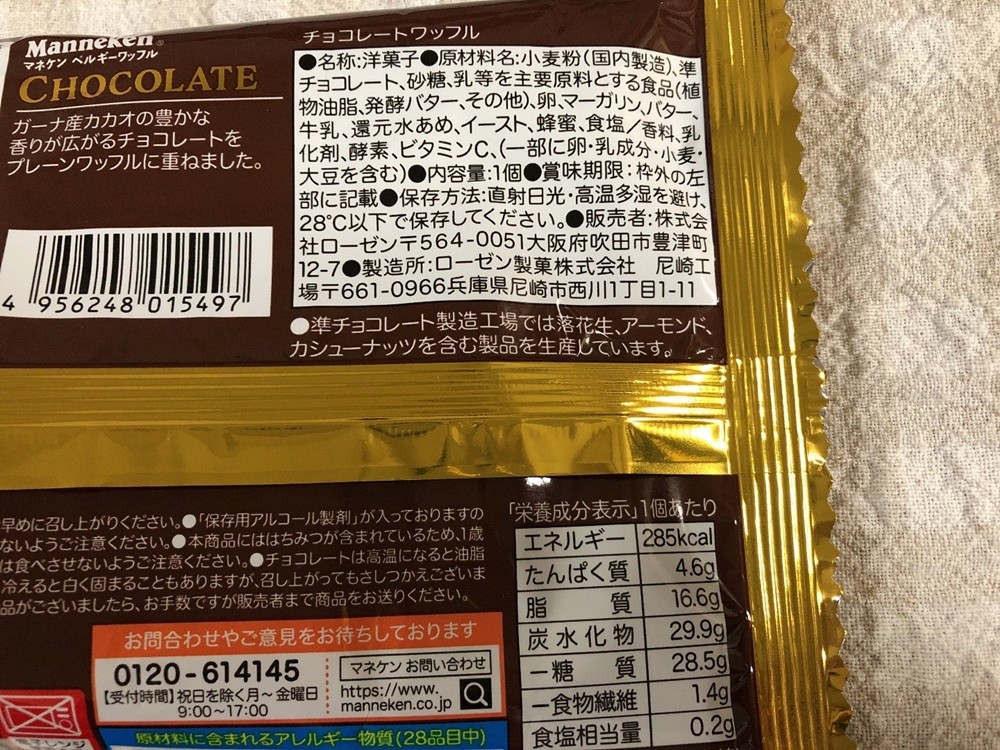 Manneken®
マネケン ベルギーワッフル
CHOCOLATE
ガーナ産カカオの豊かな
香りが広がるチョコレートを
プレーンワッフルに重ねました。
4 956248 015497
チョコレートワッフル
●名称:洋菓子●原材料名:小麦粉(国内製造)、準
チョコレート、砂糖、乳等を主要原料とする食品(植
物油脂、発酵バター、その他)、卵、マーガリン、バター、
牛乳、還元水あめ、イースト、蜂蜜、食塩/香料、乳
化剤、酵素、ビタミンC、(一部に卵・乳成分・小麦・
大豆を含む)●内容量:1個●賞味期限:枠外の左
部に記載●保存方法:直射日光・高温多湿を避け、
28℃以下で保存してください。●販売者:株式会
社ローゼン〒564-0051大阪府吹田市豊津町
12-7●製造所:ローゼン製菓株式会社 尼崎工
場〒661-0966兵庫県尼崎市西川1丁目1-11
●準チョコレート製造工場では落花生、アーモンド、
カシューナッツを含む製品を生産しています。
早めに召し上がりください。●「保存用アルコール製剤」が入っておりますの
ないようご注意ください。●本商品にははちみつが含まれているため、1歳
は食べさせないようご注意ください。●チョコレートは高温になると油脂
冷えると白く固まることもありますが、召し上がってもさしつかえございま
品がございましたら、お手数ですが販売者まで商品をお送りください。
お問合わせやご意見をお待ちしております
0120-614145
【受付時間】祝日を除く月～金曜日
9:00～17:00
マネケン お問い合わせ
https://www.
manneken.co.jp
原材料に含まれるアレルギー物質(28品目中)
「栄養成分表示」1個あたり
エネルギー 285kcal
たんぱく質 4.6g
脂質 16.6g
炭水化物 29.9g
－糖質 28.5g
－食物繊維 1.4g
食塩相当量 0.2g